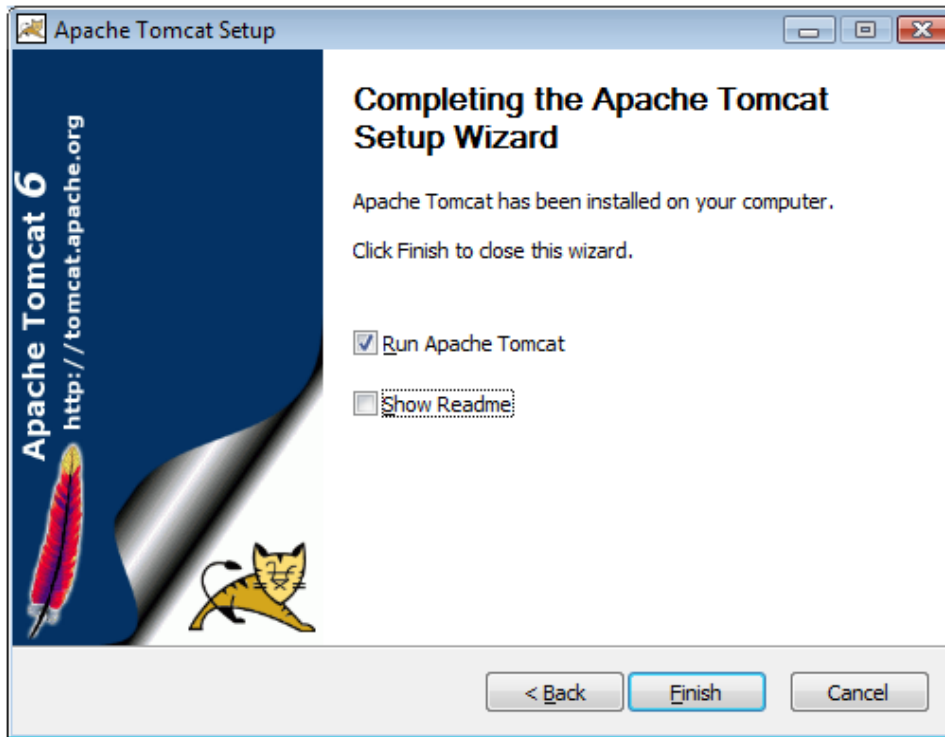 Apache Tomcat Setup
Apache Tomcat 6
http://tomcat.apache.org
Completing the Apache Tomcat
Setup Wizard
Apache Tomcat has been installed on your computer.
Click Finish to close this wizard.
Run Apache Tomcat
Show Readme
< Back
Finish
Cancel